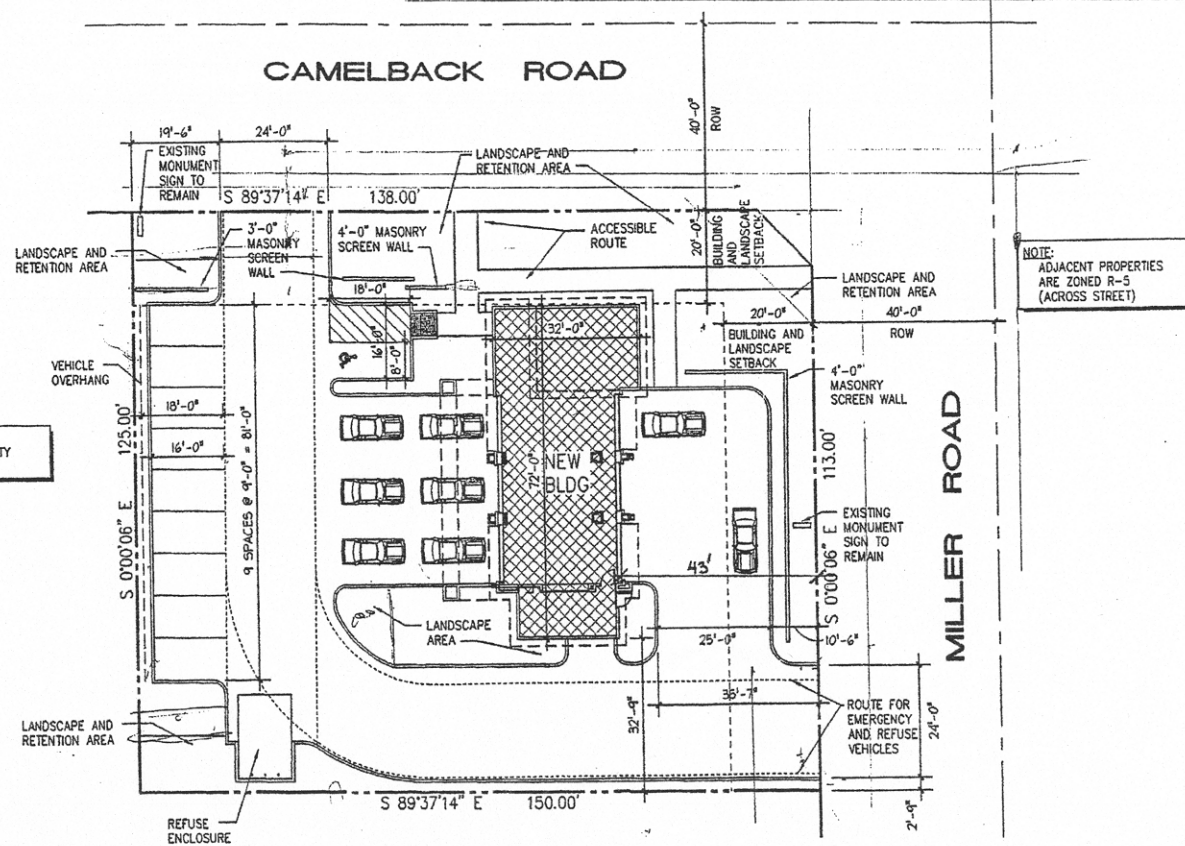 CAMELBACK ROAD
40'-0"
ROW
19'-6"
24'-0"
EXISTING
MONUMENT
SIGN TO
REMAIN
LANDSCAPE AND
RETENTION AREA
S 89°37'14" E 138.00'
3'-0"
MASONRY
SCREEN
WALL
4'-0" MASONRY
SCREEN WALL
ACCESSIBLE
ROUTE
20'-0"
BUILDING
AND
LANDSCAPE
SETBACK
LANDSCAPE AND
RETENTION AREA
NOTE:
ADJACENT PROPERTIES
ARE ZONED R-5
(ACROSS STREET)
LANDSCAPE AND
RETENTION AREA
18'-0"
16'-0"
8'-0"
32'-0"
20'-0"
40'-0"
BUILDING AND
LANDSCAPE
SETBACK
ROW
VEHICLE
OVERHANG
4'-0"
MASONRY
SCREEN WALL
18'-0"
16'-0"
S 0°00'06" E 125.00'
TY
9 SPACES @ 9'-0" = 81'-0"
72'-0"
NEW
BLDG
S 0°00'06" E 113.00'
MILLER ROAD
EXISTING
MONUMENT
SIGN TO
REMAIN
43'
LANDSCAPE
AREA
25'-0"
10'-6"
32'-9"
24'-0"
ROUTE FOR
EMERGENCY
AND REFUSE
VEHICLES
LANDSCAPE AND
RETENTION AREA
S 89°37'14" E 150.00'
2'-9"
REFUSE
ENCLOSURE